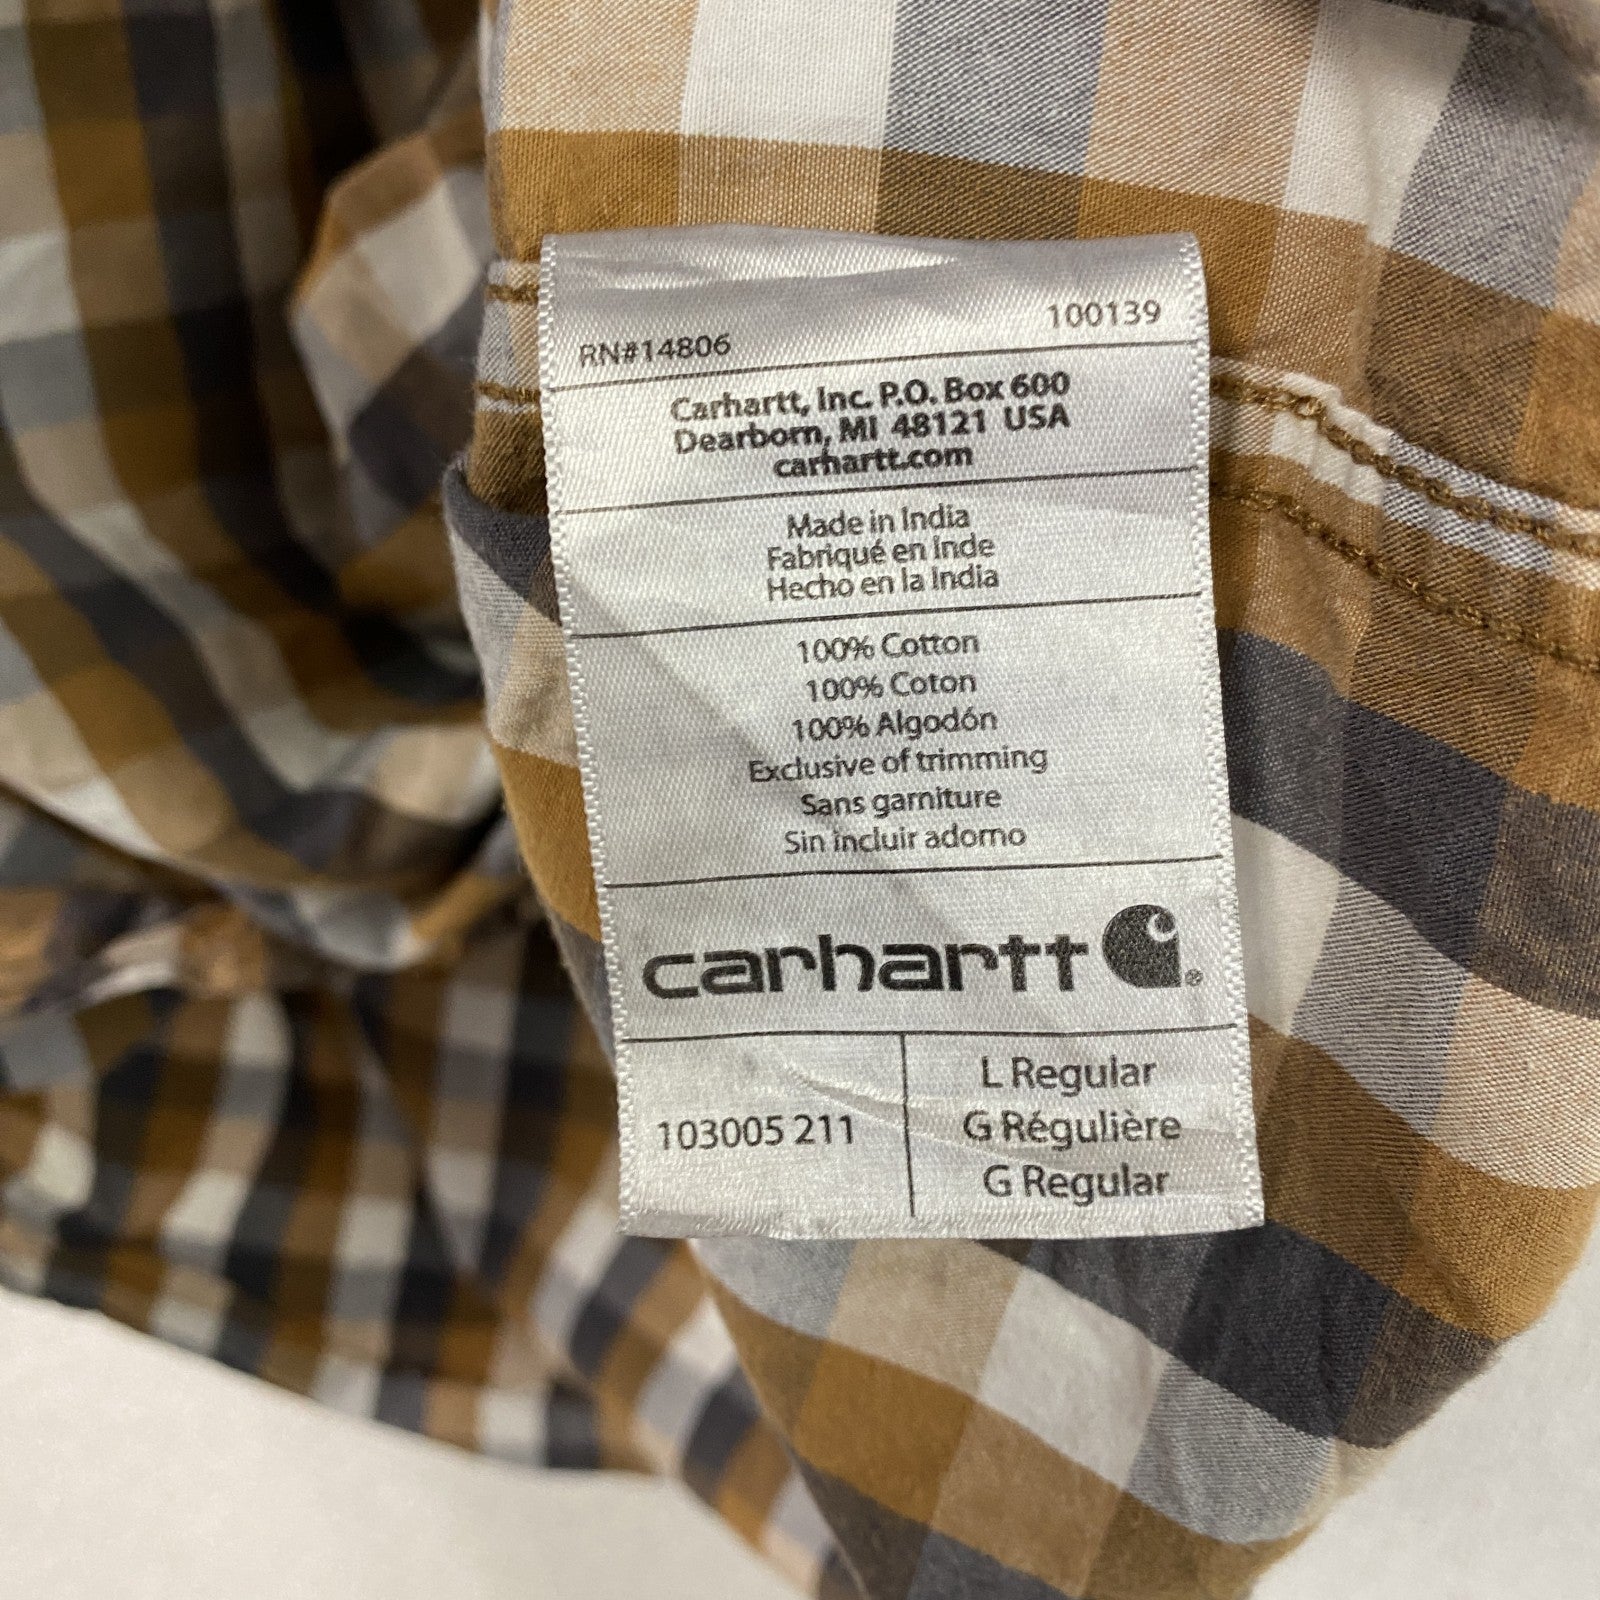 100139
RN#14806
Carhartt, Inc. P.O. Box 600
Dearborn, MI 48121 USA
carhartt.com
Made in India
Fabriqué en Inde
Hecho en la India
100% Cotton
100% Coton
100% Algodón
Exclusive of trimming
Sans garniture
Sin incluir adorno
carhartt
103005 211
L Regular
G Régulière
G Regular